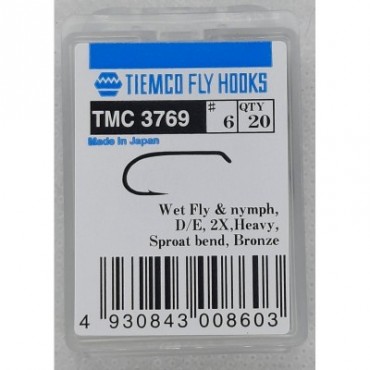 TIEMCO FLY HOOKS
TMC 3769 # 6 QTY 20
Made in Japan
Wet Fly & nymph,
D/E, 2X,Heavy,
Sproat bend, Bronze
4 930843 008603